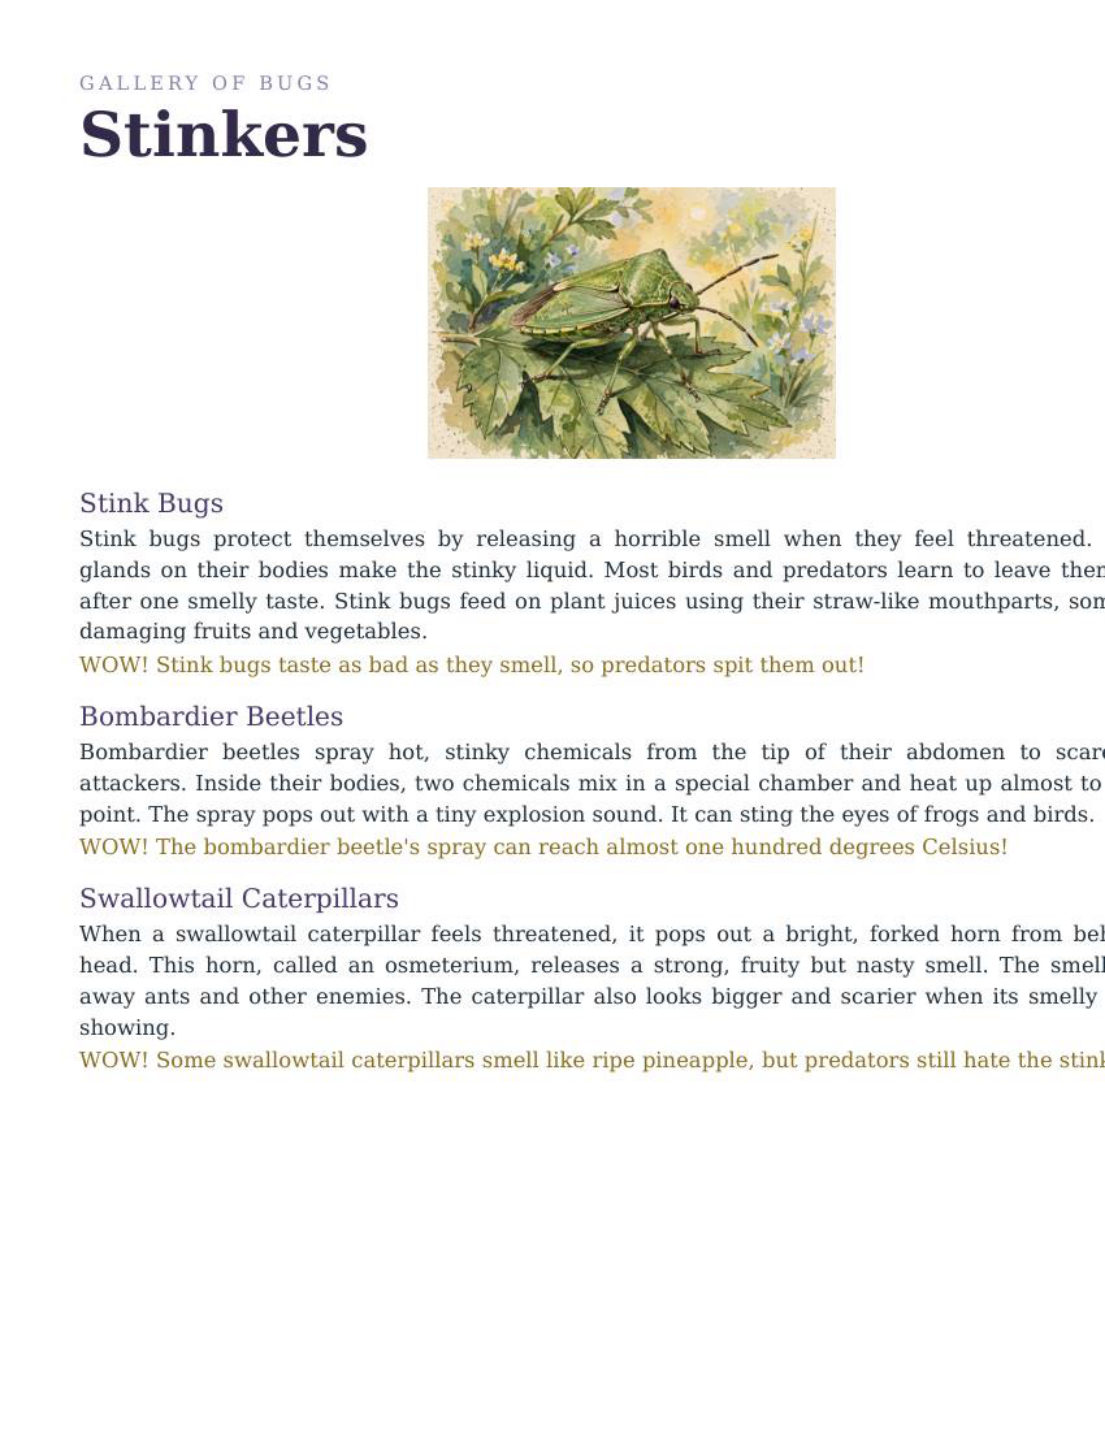 GALLERY OF BUGS
Stinkers
Stink Bugs
Stink bugs protect themselves by releasing a horrible smell when they feel threatened.
glands on their bodies make the stinky liquid. Most birds and predators learn to leave
after one smelly taste. Stink bugs feed on plant juices using their straw-like mouthparts,
damaging fruits and vegetables.
WOW! Stink bugs taste as bad as they smell, so predators spit them out!
Bombardier Beetles
Bombardier beetles spray hot, stinky chemicals from the tip of their abdomen to
attackers. Inside their bodies, two chemicals mix in a special chamber and heat up almost to
point. The spray pops out with a tiny explosion sound. It can sting the eyes of frogs and birds.
WOW! The bombardier beetle's spray can reach almost one hundred degrees Celsius!
Swallowtail Caterpillars
When a swallowtail caterpillar feels threatened, it pops out a bright, forked horn from
head. This horn, called an osmeterium, releases a strong, fruity but nasty smell. The
away ants and other enemies. The caterpillar also looks bigger and scarier when its smelly
showing.
WOW! Some swallowtail caterpillars smell like ripe pineapple, but predators still hate the